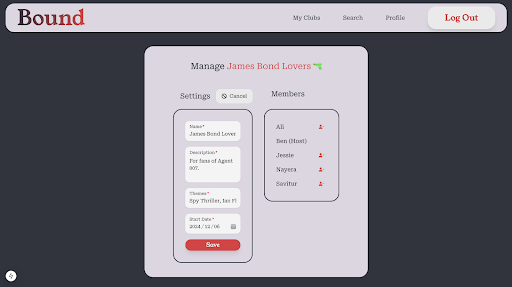 Bound
My Clubs
Search
Profile
Log Out
Manage James Bond Lovers
Settings
Cancel
Members
Name*
James Bond Lover
Description*
For fans of Agent
007.
Themes*
Spy Thriller, Ian Fl
Start Date*
2024/12/06
Save
Ali
Ben (Host)
Jessie
Nayera
Savitur